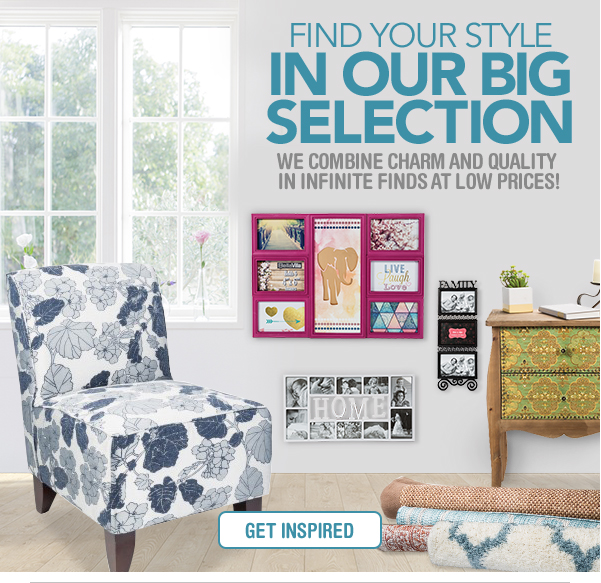 FIND YOUR STYLE
IN OUR BIG
SELECTION
WE COMBINE CHARM AND QUALITY
IN INFINITE FINDS AT LOW PRICES!
LIVE,
Laugh
LOVE
FAMILY
HOME
GET INSPIRED